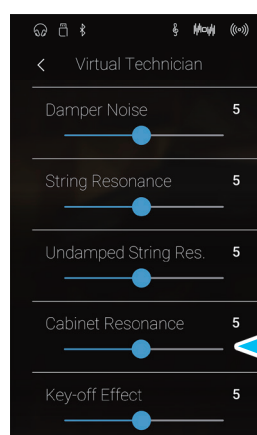 Virtual Technician
Damper Noise 5
String Resonance 5
Undamped String Res. 5
Cabinet Resonance 5
Key-off Effect 5